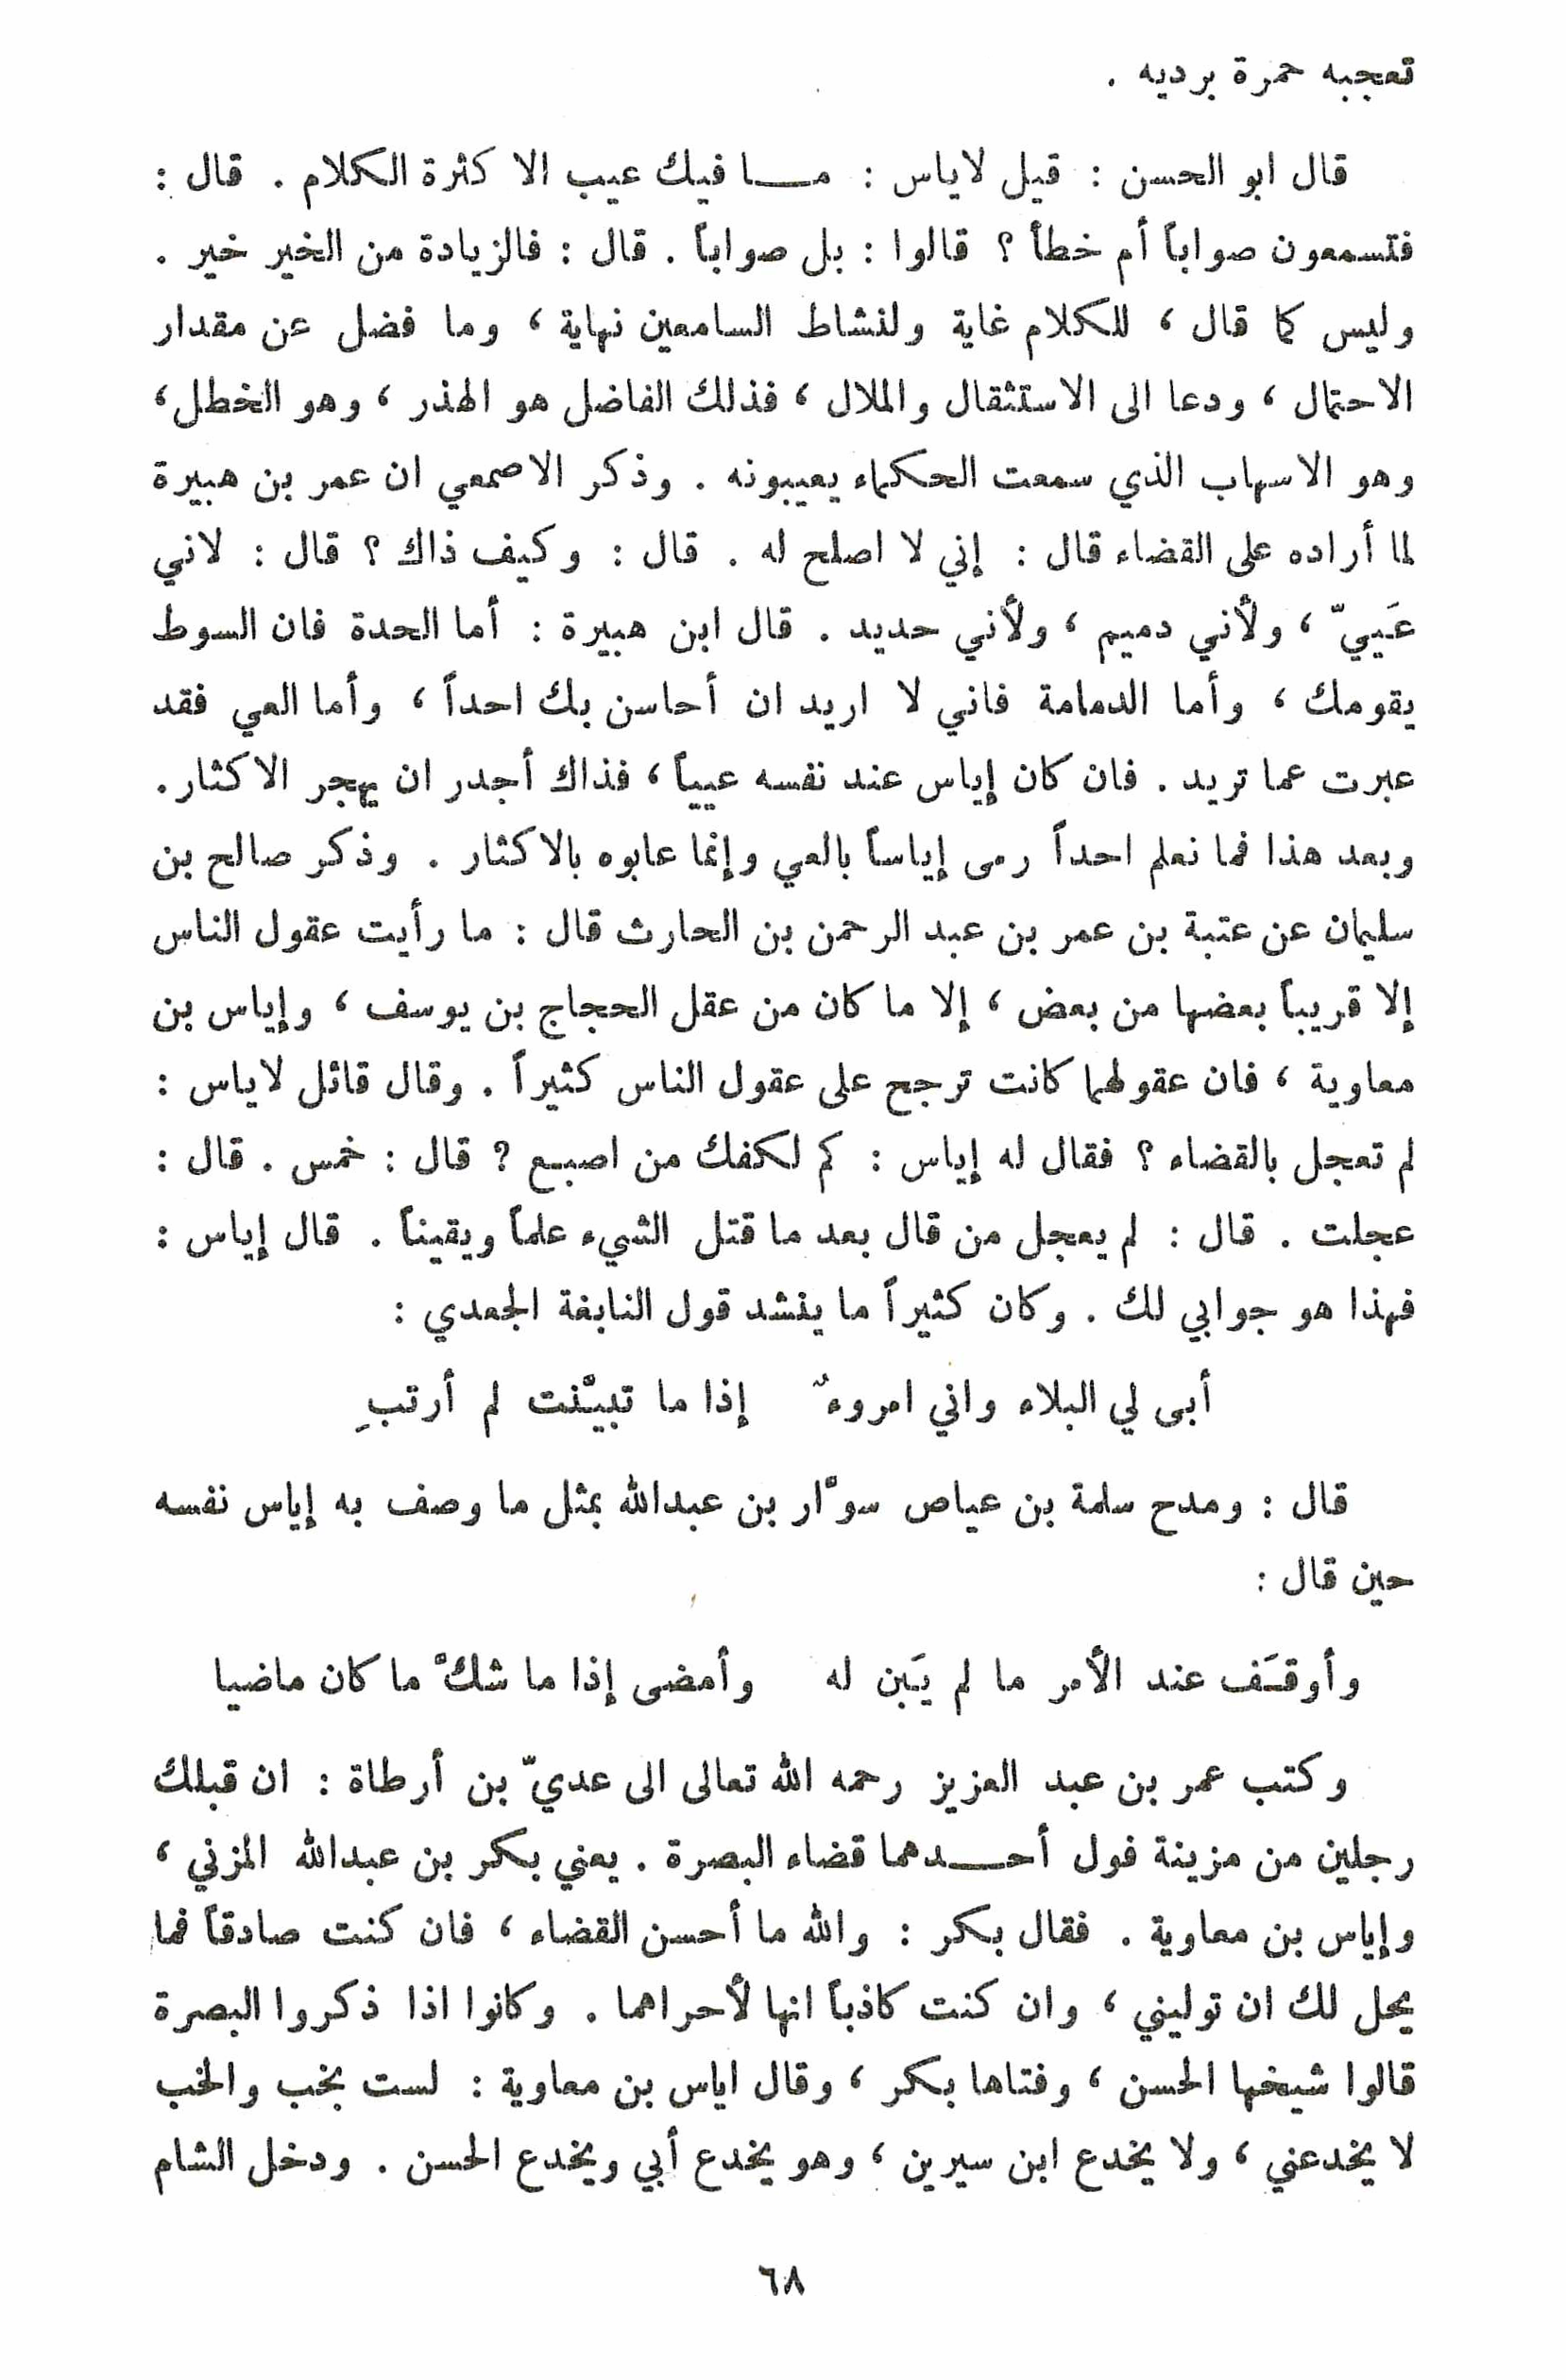 تعجبه حمرة برديه .
قال ابو الحسن : قيل لاياس : مــا فيك عيب الا كثرة الكلام . قال :
فتسمعون صواباً أم خطأ ؟ قالوا : بل صواباً . قال : فالزيادة من الخير خير .
وليس كما قال ، للكلام غاية ولنشاط السامعين نهاية ، وما فضل عن مقدار
الاحتمال ، ودعا الى الاستثقال والملال ، فذلك الفاضل هو الهذر ، وهو الخطل ،
وهو الاسهاب الذي سمعت الحكماء يعيبونه . وذكر الاصمعي ان عمر بن هبيرة
لما أراده على القضاء قال : إني لا اصلح له . قال : وكيف ذاك ؟ قال : لاني
عَييّ ، ولأني دميم ، ولأني حديد . قال ابن هبيرة : أما الحدة فان السوط
يقومك ، وأما الدمامة فاني لا اريد ان أحاسن بك احداً ، وأما العي فقد
عبرت عما تريد . فان كان إياس عند نفسه عيياً ، فذاك أجدر ان يهجر الاكثار .
وبعد هذا فما نعلم احداً رمى إياساً بالعي وإنما عابوه بالاكثار . وذكر صالح بن
سليمان عن عتبة بن عمر بن عبد الرحمن بن الحارث قال : ما رأيت عقول الناس
إلا قريباً بعضها من بعض ، إلا ما كان من عقل الحجاج بن يوسف ، وإياس بن
معاوية ، فان عقولهما كانت ترجح على عقول الناس كثيراً . وقال قائل لاياس :
لم تعجل بالقضاء ؟ فقال له إياس : كم لكفك من اصبع ؟ قال : خمس . قال :
عجلت . قال : لم يعجل من قال بعد ما قتل الشيء علماً ويقيناً . قال إياس :
فهذا هو جوابي لك . وكان كثيراً ما ينشد قول النابغة الجعدي :
أبى لي البلاء واني امروءٌ إذا ما تبيَّنت لم أرتبِ
قال : ومدح سلمة بن عياص سوّار بن عبدالله بمثل ما وصف به إياس نفسه
حين قال :
وأوقَف عند الأمر ما لم يَبن له وأمضى إذا ما شكّ ما كان ماضيا
وكتب عمر بن عبد العزيز رحمه الله تعالى الى عديّ بن أرطاة : ان قبلك
رجلين من مزينة فول أحــدهما قضاء البصرة . يعني بكر بن عبدالله المزني ،
وإياس بن معاوية . فقال بكر : والله ما أحسن القضاء ، فان كنت صادقاً فما
يحل لك ان توليني ، وان كنت كاذباً انها لأحراهما . وكانوا اذا ذكروا البصرة
قالوا شيخها الحسن ، وفتاها بكر ، وقال اياس بن معاوية : لست بخب والخب
لا يخدعني ، ولا يخدع ابن سيرين ، وهو يخدع أبي ويخدع الحسن . ودخل الشام
٦٨